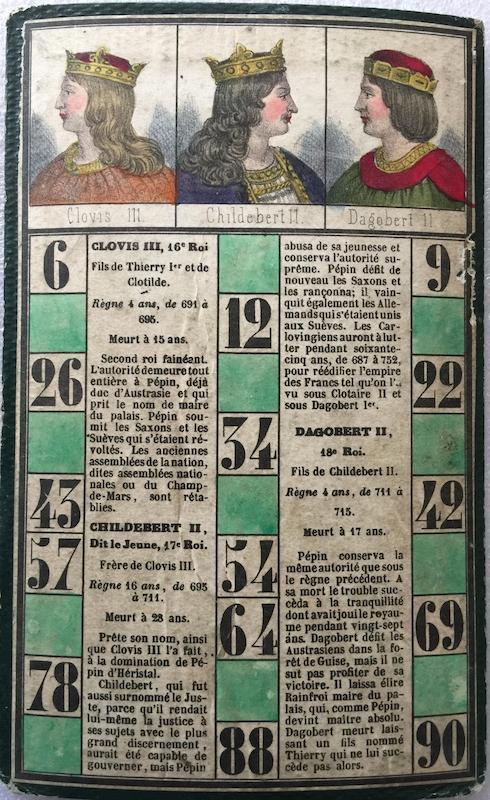 Clovis III.
Childebert II.
Dagobert II
6
26
43
57
78
CLOVIS III, 16e Roi
Fils de Thierry Ier et de
Clotilde.
Règne 4 ans, de 691 à
695.
Meurt à 15 ans.
Second roi fainéant.
L'autorité demeure tout
entière à Pépin, déjà
duc d'Austrasie et qui
prit le nom de maire
du palais. Pépin sou-
mit les Saxons et les
Suèves qui s'étaient ré-
voltés. Les anciennes
assemblées de la nation,
dites assemblées natio-
nales ou du Champ-
de-Mars, sont réta-
blies.
CHILDEBERT II,
Dit le Jeune, 17e Roi.
Frère de Clovis III.
Règne 16 ans, de 695
à 711.
Meurt à 28 ans.
Prête son nom, ainsi
que Clovis III l'a fait,
à la domination de Pé-
pin d'Héristal.
Childebert, qui fut
aussi surnommé le Jus-
te, parce qu'il rendait
lui-même la justice à
ses sujets avec le plus
grand discernement,
aurait été capable de
gouverner, mais Pépin
12
34
54
64
88
abusa de sa jeunesse et
conserva l'autorité su-
prême. Pépin défit de
nouveau les Saxons et
les rançonna; il vain-
quit également les Alle-
mands qui s'étaient unis
aux Suèves. Les Car-
lovingiens auront à lut-
ter pendant soixante-
cinq ans, de 687 à 752,
pour réédifier l'empire
des Francs tel qu'on l'a
vu sous Clotaire II et
sous Dagobert Ier.
DAGOBERT II,
18e Roi.
Fils de Childebert II.
Règne 4 ans, de 711 à
715.
Meurt à 17 ans.
Pépin conserva la
même autorité que sous
le règne précédent. A
sa mort le trouble suc-
cèda à la tranquilité
dont avait joui le royau-
me pendant vingt-sept
ans. Dagobert défit les
Austrasiens dans la fo-
rêt de Guise, mais il ne
sut pas profiter de sa
victoire. Il laissa élire
Rainfroi maire du pa-
lais, qui, comme Pépin,
devint maître absolu.
Dagobert meurt lais-
sant un fils nommé
Thierry qui ne lui suc-
cède pas alors.
9
22
42
69
90